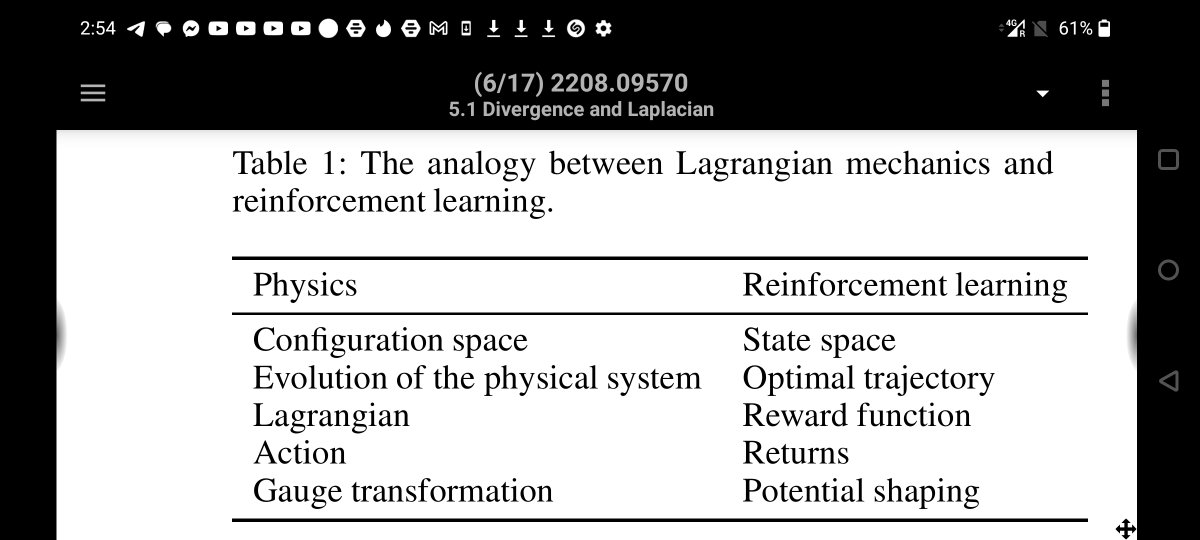 2:54
4G
R
61%
(6/17) 2208.09570
5.1 Divergence and Laplacian
Table 1: The analogy between Lagrangian mechanics and
reinforcement learning.
Physics Reinforcement learning
Configuration space State space
Evolution of the physical system Optimal trajectory
Lagrangian Reward function
Action Returns
Gauge transformation Potential shaping